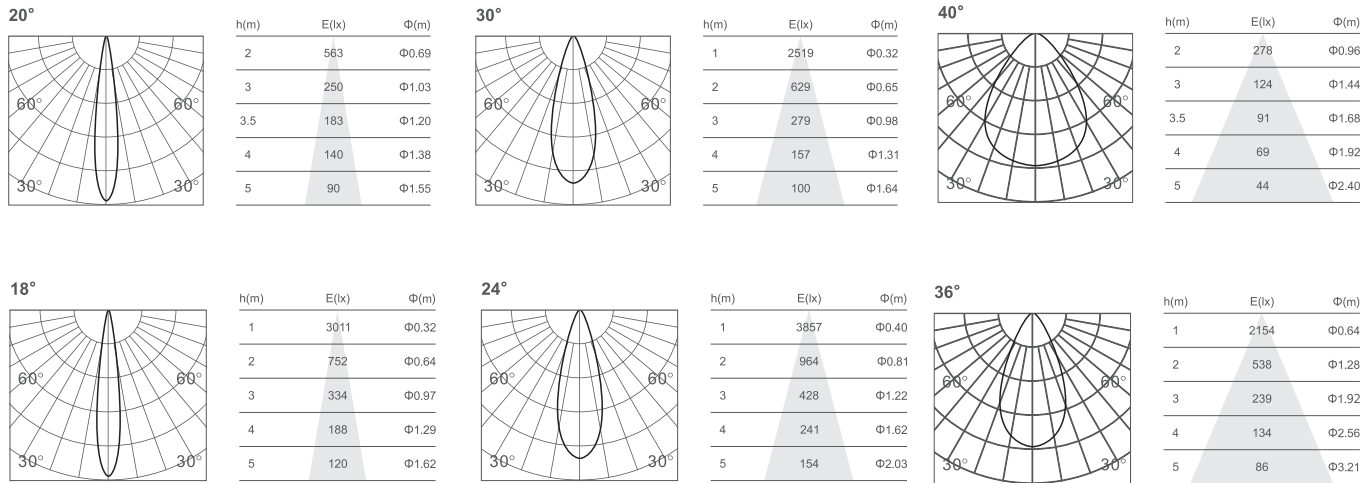 20°
h(m) E(lx) Φ(m)
2 563 Φ0.69
3 250 Φ1.03
3.5 183 Φ1.20
4 140 Φ1.38
5 90 Φ1.55
60° 60°
30° 30°
30°
h(m) E(lx) Φ(m)
1 2519 Φ0.32
2 629 Φ0.65
3 279 Φ0.98
4 157 Φ1.31
5 100 Φ1.64
40°
60° 60°
30° 30°
h(m) E(lx) Φ(m)
2 278 Φ0.96
3 124 Φ1.44
3.5 91 Φ1.68
4 69 Φ1.92
5 44 Φ2.40
18°
60° 60°
30° 30°
h(m) E(lx) Φ(m)
1 3011 Φ0.32
2 752 Φ0.64
3 334 Φ0.97
4 188 Φ1.29
5 120 Φ1.62
24°
60° 60°
30° 30°
h(m) E(lx) Φ(m)
1 3857 Φ0.40
2 964 Φ0.81
3 428 Φ1.22
4 241 Φ1.62
5 154 Φ2.03
36°
60° 60°
30° 30°
h(m) E(lx) Φ(m)
1 2154 Φ0.64
2 538 Φ1.28
3 239 Φ1.92
4 134 Φ2.56
5 86 Φ3.21
60° 60°
30° 30°